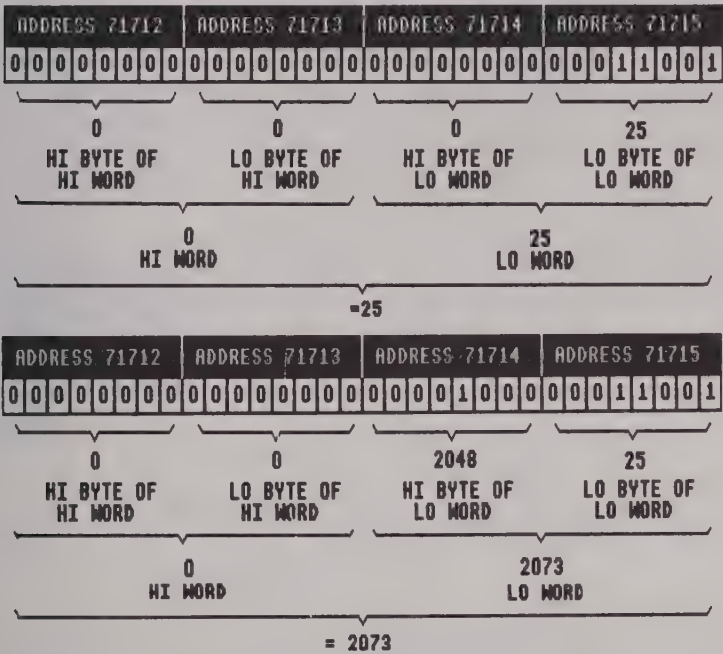 ADDRESS 71712 ADDRESS 71713 ADDRESS 71714 ADDRESS 71715
0 0 0 0 0 0 0 0 0 0 0 0 0 0 0 0 0 0 0 0 0 0 0 0 0 0 0 1 1 0 0 1
0 0 0 25
HI BYTE OF LO BYTE OF HI BYTE OF LO BYTE OF
HI WORD HI WORD LO WORD LO WORD
0 25
HI WORD LO WORD
=25
ADDRESS 71712 ADDRESS 71713 ADDRESS 71714 ADDRESS 71715
0 0 0 0 0 0 0 0 0 0 0 0 0 0 0 0 0 0 0 0 1 0 0 0 0 0 0 1 1 0 0 1
0 0 2048 25
HI BYTE OF LO BYTE OF HI BYTE OF LO BYTE OF
HI WORD HI WORD LO WORD LO WORD
0 2073
HI WORD LO WORD
= 2073